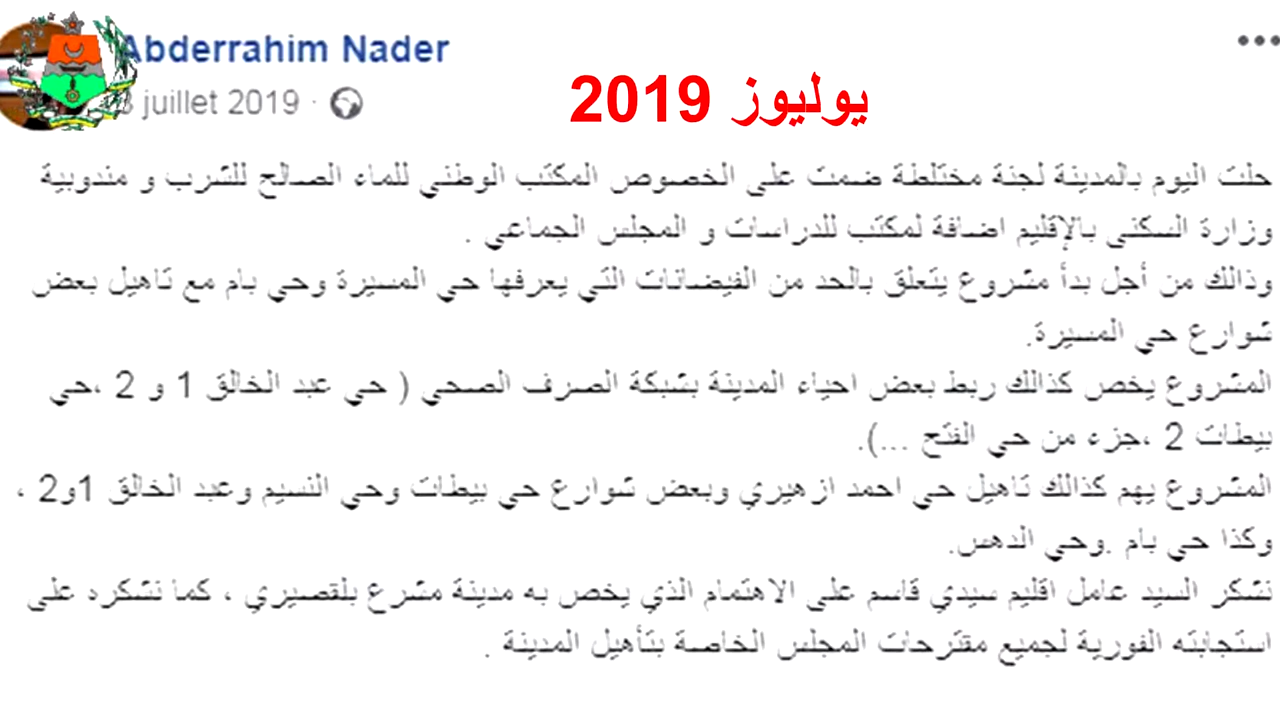 Abderrahim Nader
juillet 2019 ·
يوليوز 2019
حلت اليوم بالمدينة لجنة مختلطة ضمت على الخصوص المكتب الوطني للماء الصالح للشرب و مندوبية
وزارة السكنى بالإقليم اضافة لمكتب للدراسات و المجلس الجماعي .
وذالك من أجل بدأ مشروع يتعلق بالحد من الفيضانات التي يعرفها حي المسيرة وحي بام مع تاهيل بعض
شوارع حي المسيرة.
المشروع يخص كذالك ربط بعض احياء المدينة بشبكة الصرف الصحي ( حي عبد الخالق 1 و 2 ،حي
بيطات 2 ،جزء من حي الفتح ...).
المشروع يهم كذالك تاهيل حي احمد ازهيري وبعض شوارع حي بيطات وحي النسيم وعبد الخالق 1و2 ،
وكذا حي بام .وحي الدهس.
نشكر السيد عامل اقليم سيدي قاسم على الاهتمام الذي يخص به مدينة مشرع بلقصيري ، كما نشكره على
استجابته الفورية لجميع مقترحات المجلس الخاصة بتأهيل المدينة .